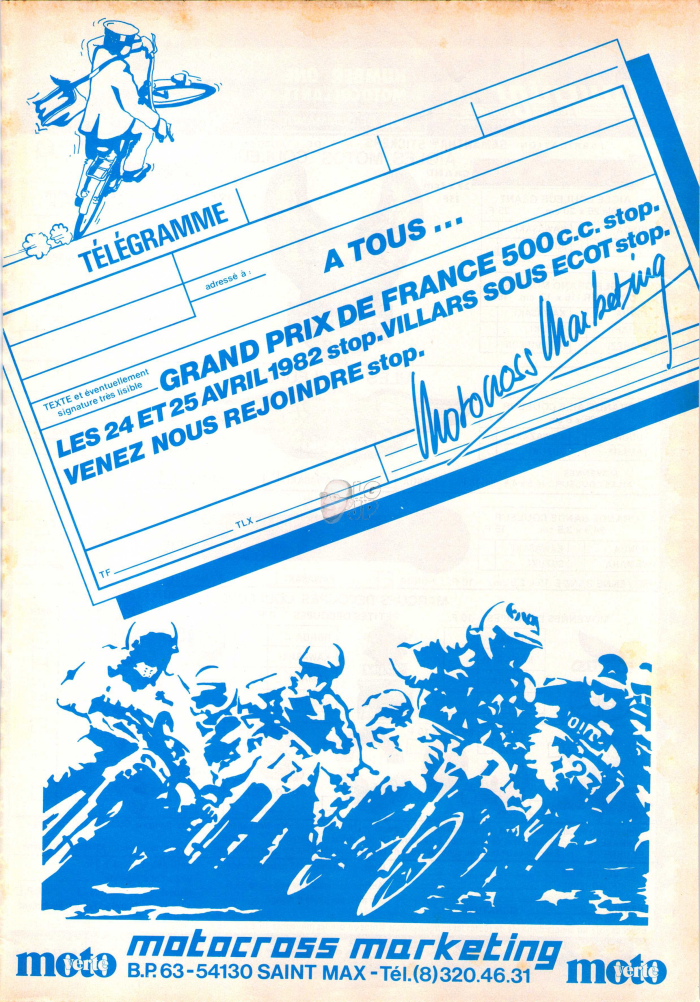 TÉLÉGRAMME
adressé à :
A TOUS ...
TEXTE et éventuellement
signature très lisible
GRAND PRIX DE FRANCE 500 c.c. stop.
LES 24 ET 25 AVRIL 1982 stop. VILLARS SOUS ECOT stop.
VENEZ NOUS REJOINDRE stop.
Motocross Marketing
TLX
TF
motocross marketing
B.P. 63 - 54130 SAINT MAX - Tél. (8) 320.46.31
moto verte
moto verte